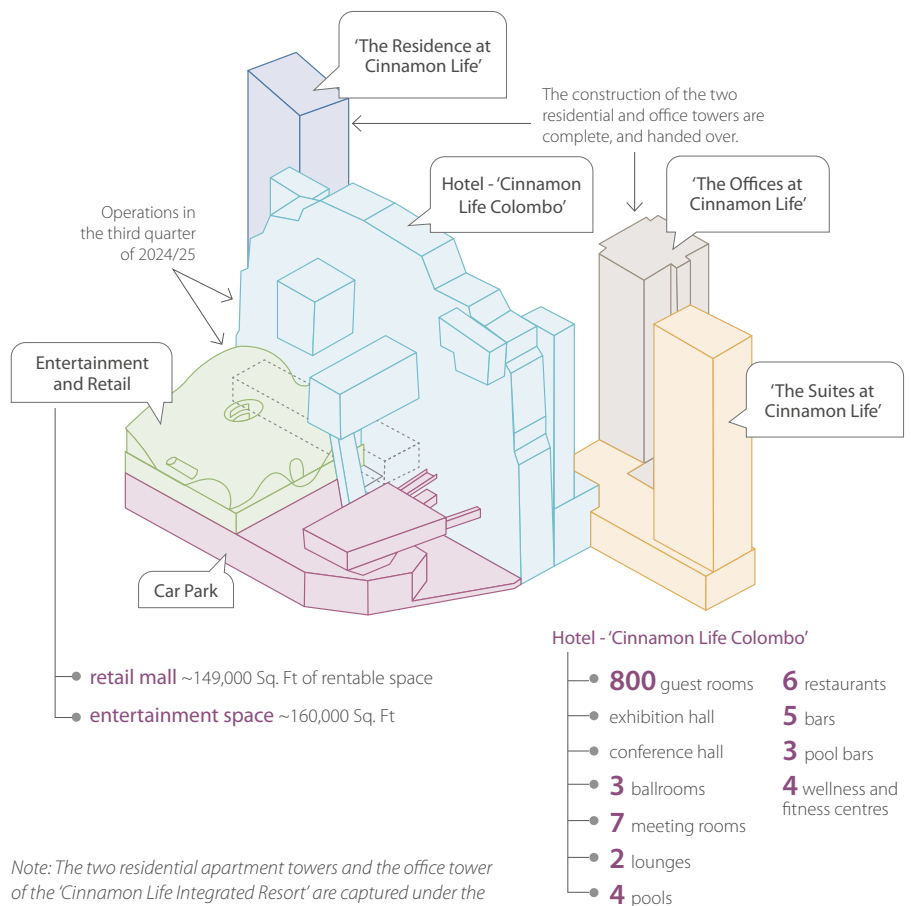 ‘The Residence at
Cinnamon Life’
The construction of the two
residential and office towers are
complete, and handed over.
Hotel - ‘Cinnamon
Life Colombo’
‘The Offices at
Cinnamon Life’
Operations in
the third quarter
of 2024/25
Entertainment
and Retail
‘The Suites at
Cinnamon Life’
Car Park
retail mall ~149,000 Sq. Ft of rentable space
entertainment space ~160,000 Sq. Ft
Hotel - ‘Cinnamon Life Colombo’
800 guest rooms
exhibition hall
conference hall
3 ballrooms
7 meeting rooms
2 lounges
4 pools
6 restaurants
5 bars
3 pool bars
4 wellness and
fitness centres
Note: The two residential apartment towers and the office tower
of the ‘Cinnamon Life Integrated Resort’ are captured under the